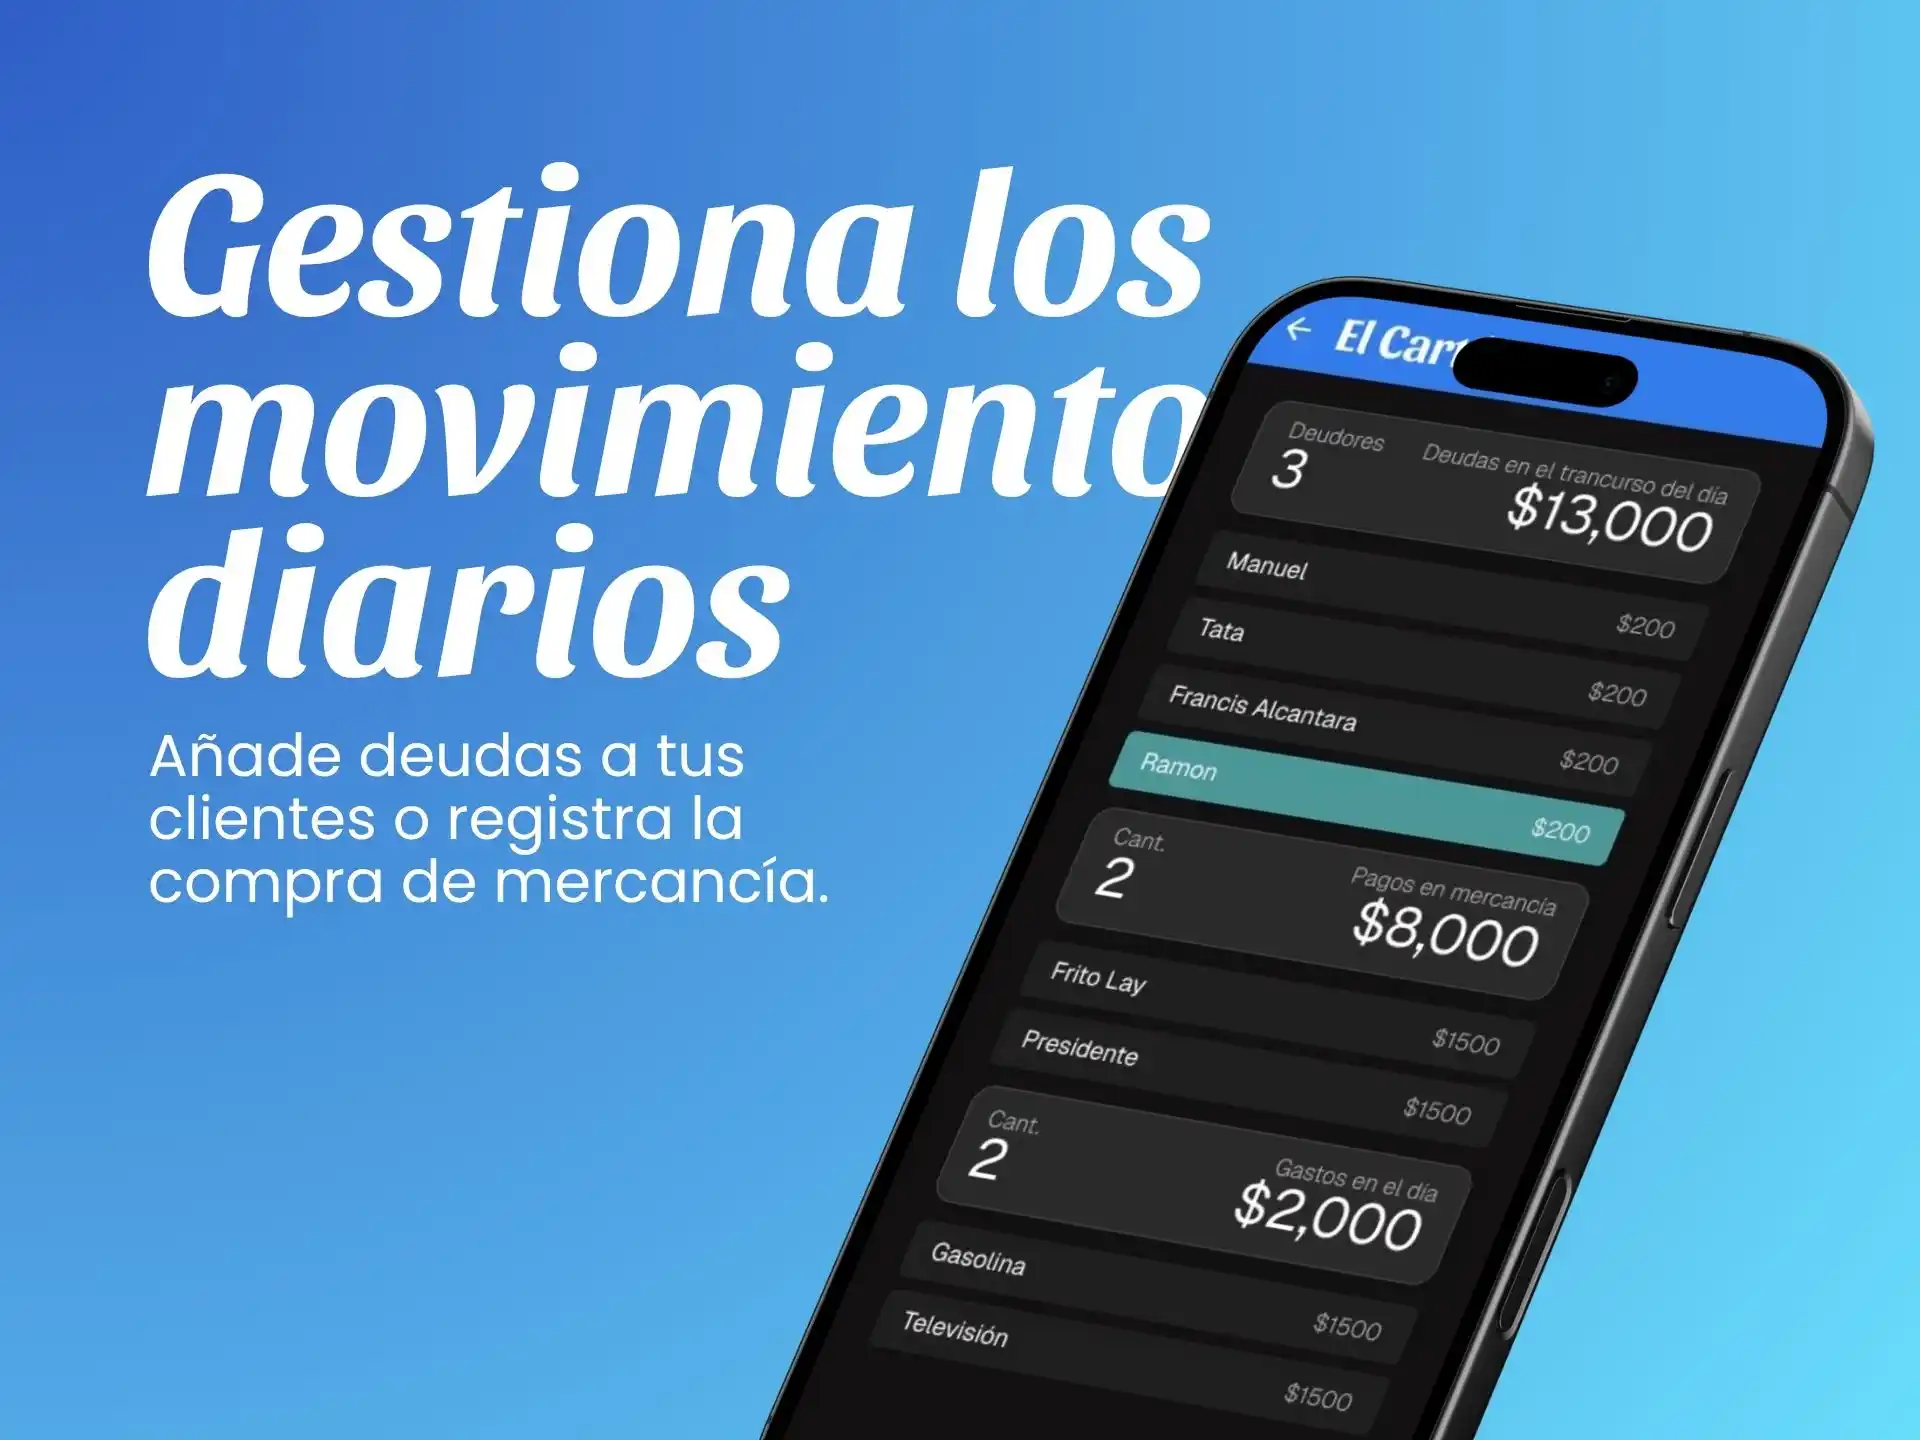 Gestiona los
movimiento
diarios
Añade deudas a tus
clientes o registra la
compra de mercancía.
El Cart
Deudores
Deudas en el trancurso del día
3
$13,000
Manuel
$200
Tata
$200
Francis Alcantara
$200
Ramon
$200
Cant.
Pagos en mercancía
2
$8,000
Frito Lay
$1500
Presidente
$1500
Cant.
Gastos en el día
2
$2,000
Gasolina
$1500
Televisión
$1500